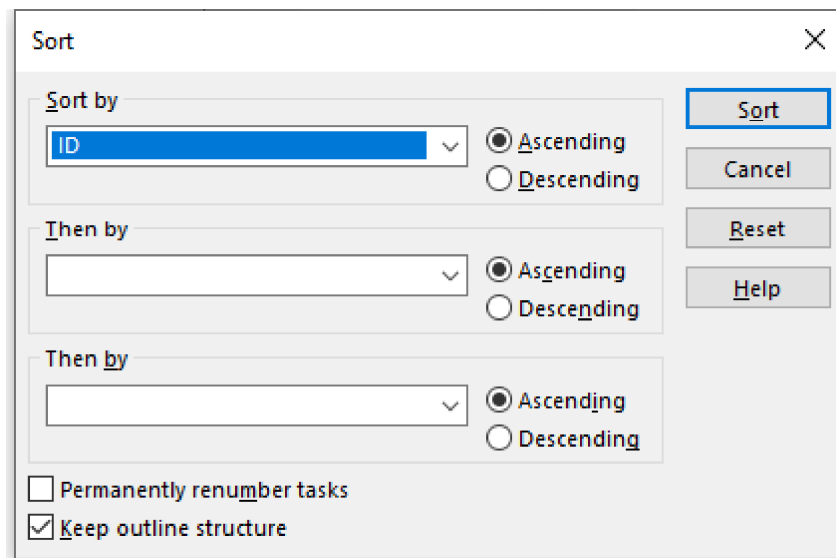 Sort
Sort by
ID
Ascending
Descending
Then by
Ascending
Descending
Then by
Ascending
Descending
Permanently renumber tasks
Keep outline structure
Sort
Cancel
Reset
Help